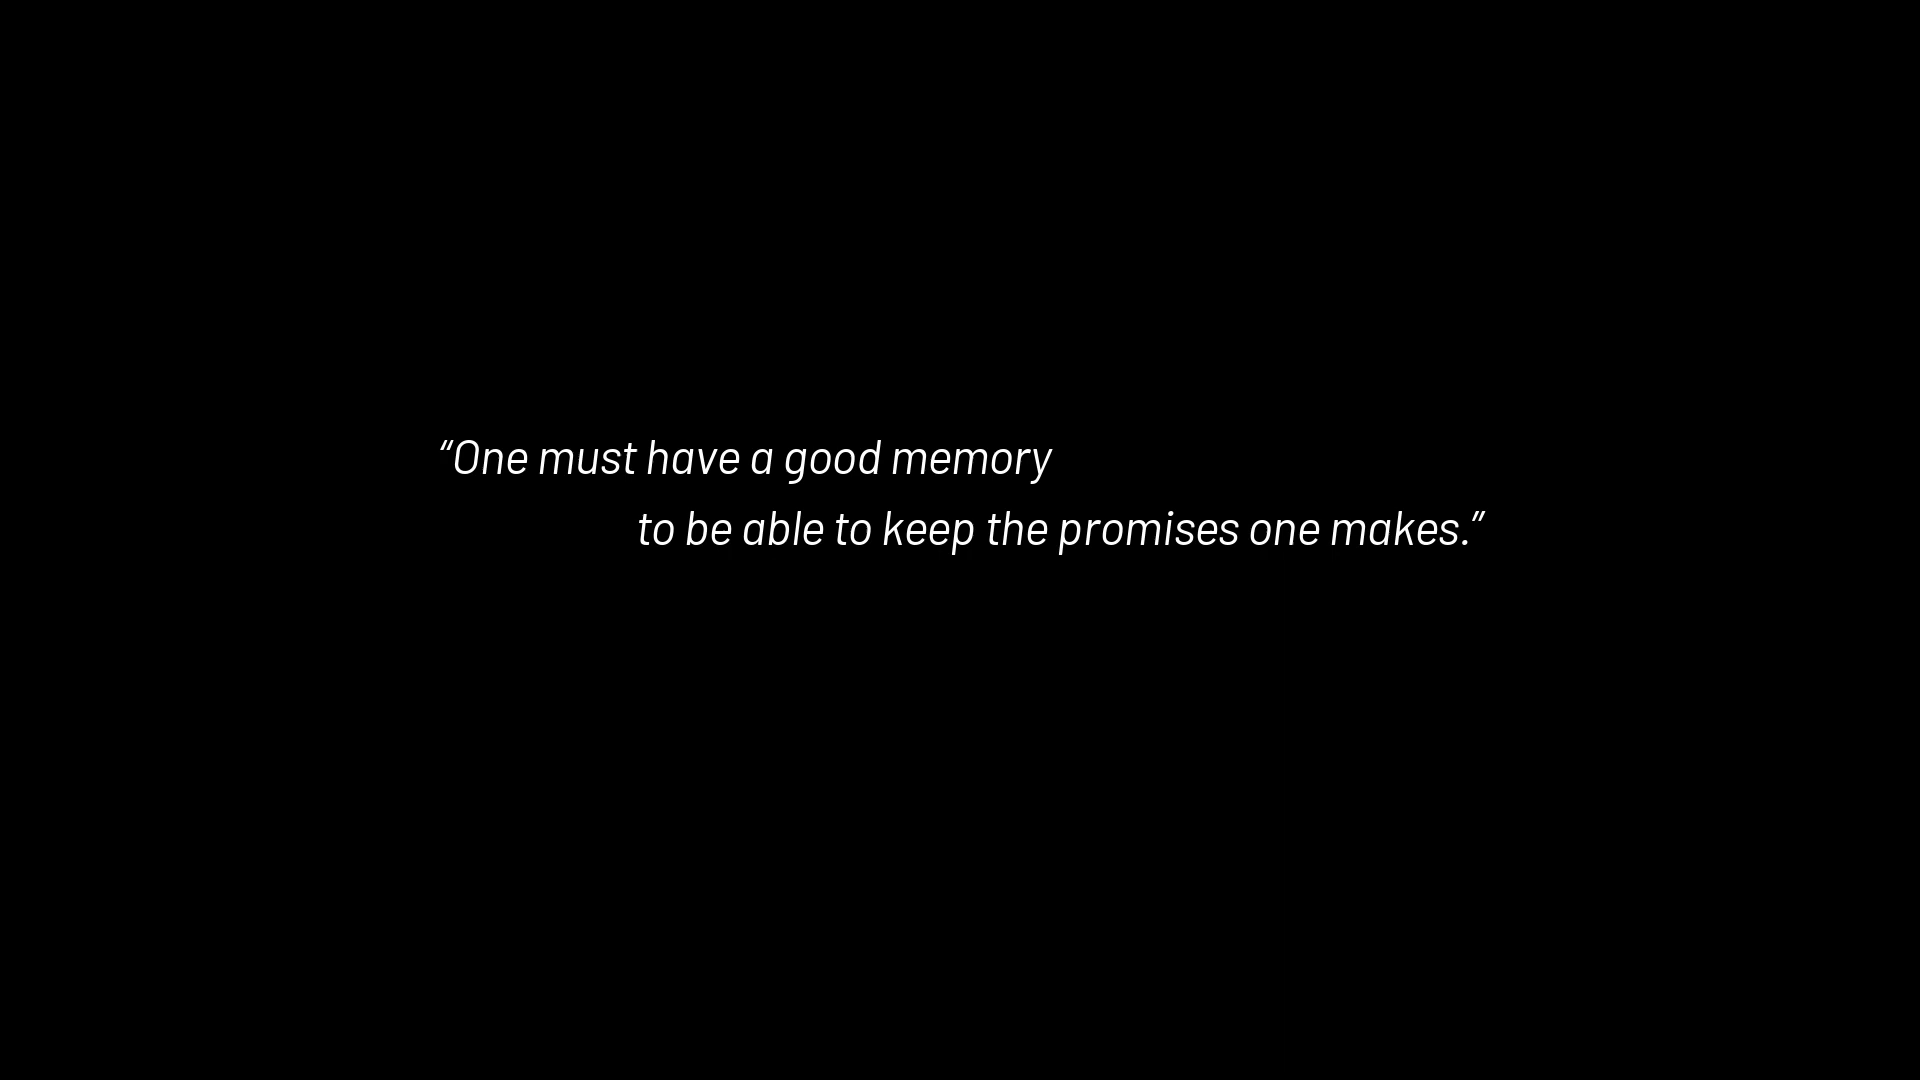 “One must have a good memory
to be able to keep the promises one makes.”